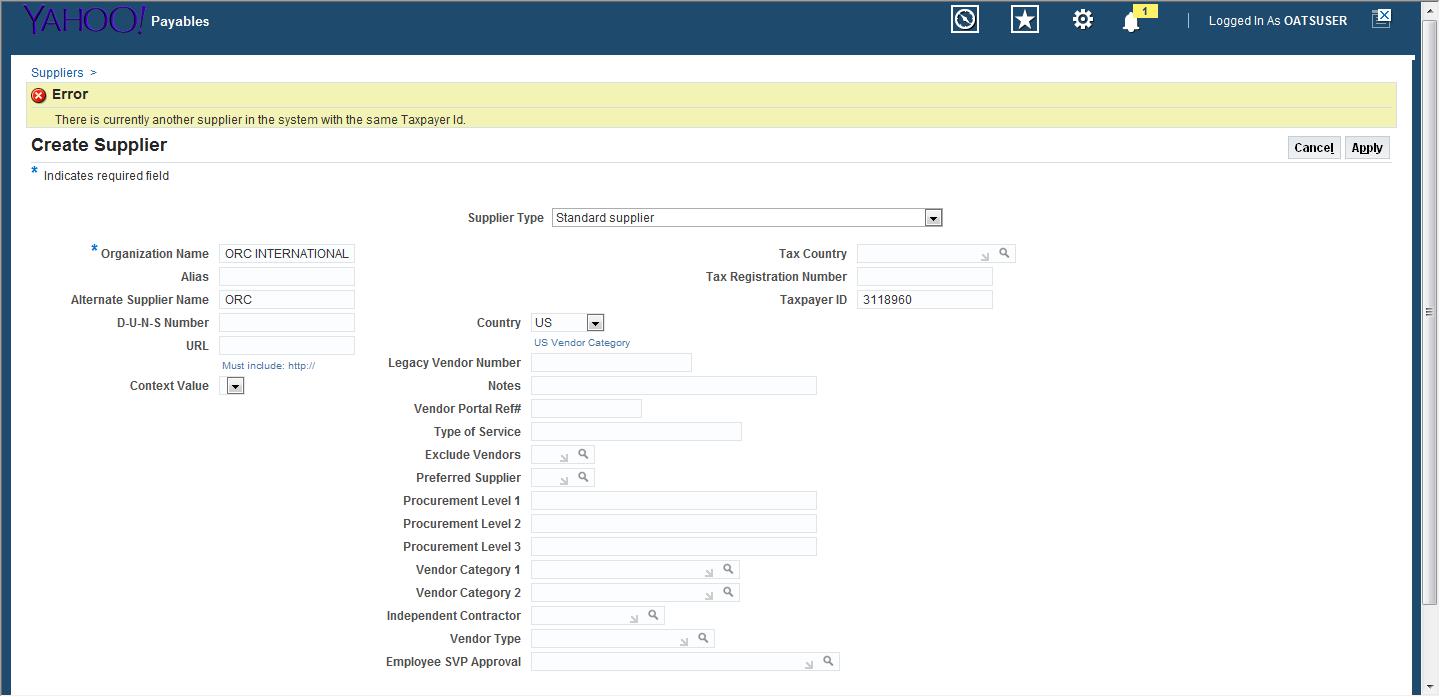 YAHOO! Payables 1 Logged In As OATSUSER
Suppliers >
Error
There is currently another supplier in the system with the same Taxpayer Id.
Create Supplier Cancel Apply
* Indicates required field
Supplier Type Standard supplier
* Organization Name ORC INTERNATIONAL Tax Country
Alias Tax Registration Number
Alternate Supplier Name ORC Taxpayer ID 3118960
D-U-N-S Number Country US
URL US Vendor Category
Must include: http:// Legacy Vendor Number
Context Value Notes
Vendor Portal Ref#
Type of Service
Exclude Vendors
Preferred Supplier
Procurement Level 1
Procurement Level 2
Procurement Level 3
Vendor Category 1
Vendor Category 2
Independent Contractor
Vendor Type
Employee SVP Approval